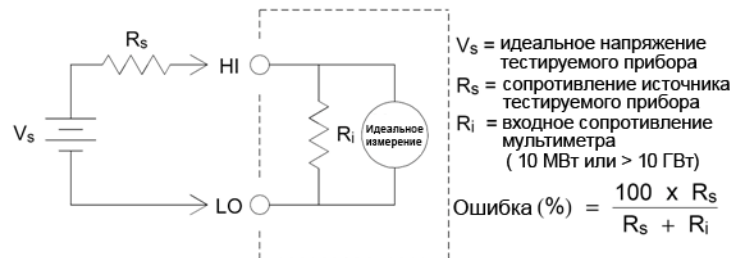 Rs
HI
Vs
Ri
Идеальное
измерение
LO
Vs = идеальное напряжение
тестируемого прибора
Rs = сопротивление источника
тестируемого прибора
Ri = входное сопротивление
мультиметра
( 10 МВт или > 10 ГВт)
Ошибка (%) = 100 x Rs
Rs + Ri